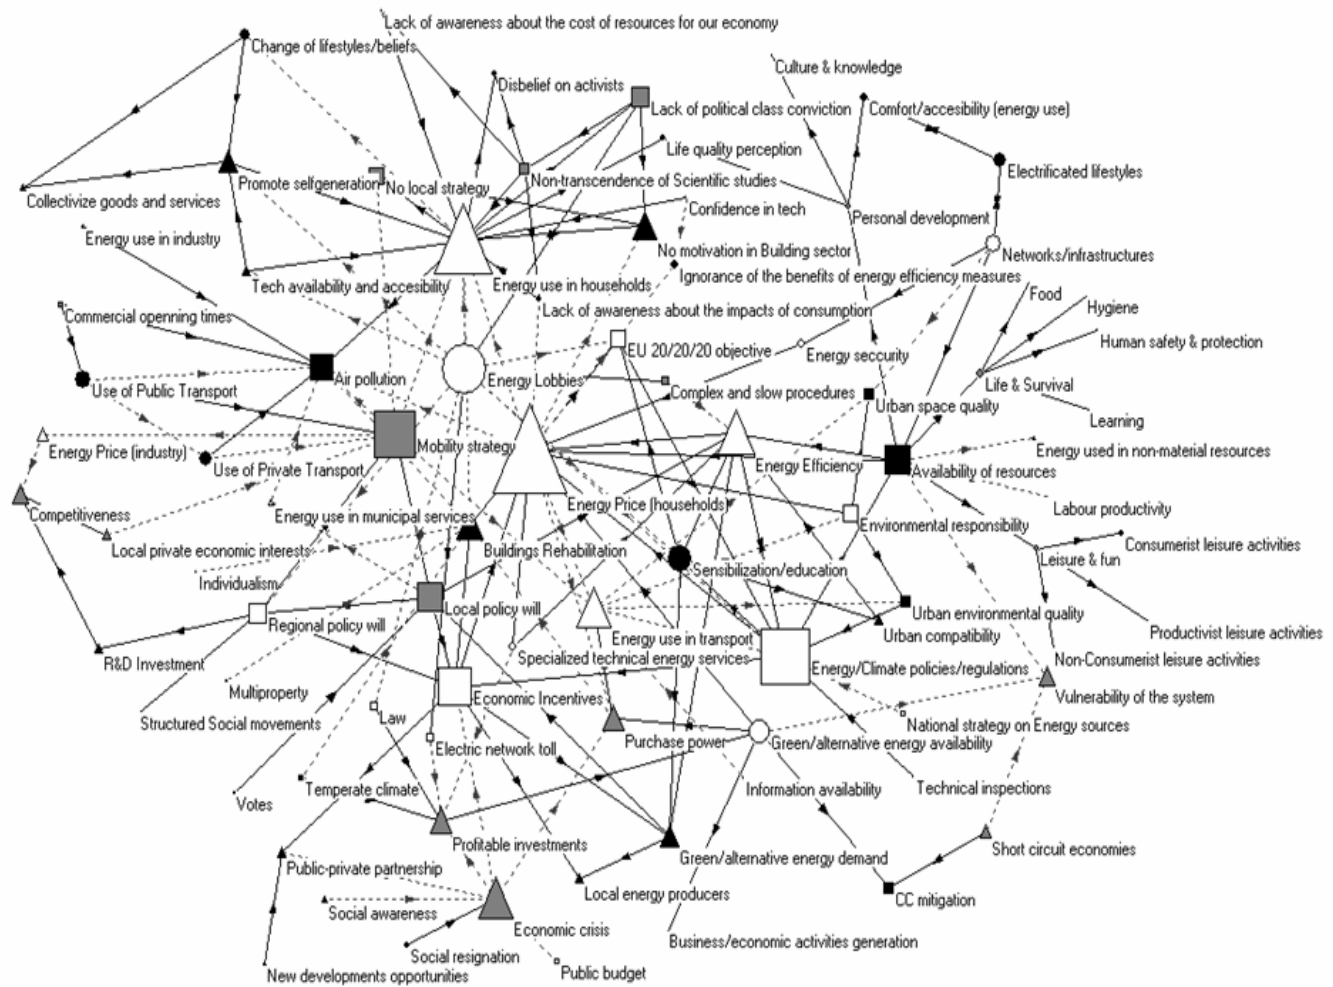 Lack of awareness about the cost of resources for our economy
Change of lifestyles/beliefs
Culture & knowledge
Disbelief on activists
Lack of political class conviction
Comfort/accesibility (energy use)
Life quality perception
Electrificated lifestyles
Promote selfgeneration
No local strategy
Non-transcendence of Scientific studies
Collectivize goods and services
Confidence in tech
Personal development
Energy use in industry
No motivation in Building sector
Networks/infrastructures
Ignorance of the benefits of energy efficiency measures
Tech availability and accesibility
Energy use in households
Food
Hygiene
Lack of awareness about the impacts of consumption
Commercial openning times
Human safety & protection
EU 20/20/20 objective
Energy seccurity
Air pollution
Energy Lobbies
Life & Survival
Use of Public Transport
Complex and slow procedures
Urban space quality
Learning
Mobility strategy
Energy Price (industry)
Energy used in non-material resources
Use of Private Transport
Energy Efficiency
Availability of resources
Energy Price (households)
Labour productivity
Competitiveness
Energy use in municipal services
Environmental responsibility
Consumerist leisure activities
Local private economic interests
Buildings Rehabilitation
Leisure & fun
Sensibilization/education
Individualism
Local policy will
Urban environmental quality
Regional policy will
Energy use in transport
Urban compatibility
Productivist leisure activities
Specialized technical energy services
Non-Consumerist leisure activities
R&D Investment
Energy/Climate policies/regulations
Multiproperty
Economic Incentives
Vulnerability of the system
Structured Social movements
Law
National strategy on Energy sources
Electric network toll
Purchase power
Green/alternative energy availability
Temperate climate
Information availability
Technical inspections
Votes
Profitable investments
Short circuit economies
Green/alternative energy demand
Public-private partnership
Local energy producers
CC mitigation
Social awareness
Economic crisis
Business/economic activities generation
Social resignation
Public budget
New developments opportunities